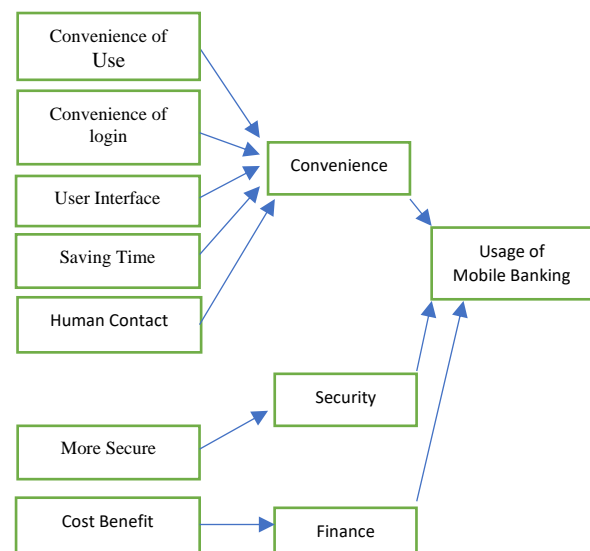 Convenience of
Use
Convenience of
login
Convenience
User Interface
Usage of
Mobile Banking
Saving Time
Human Contact
Security
More Secure
Cost Benefit
Finance